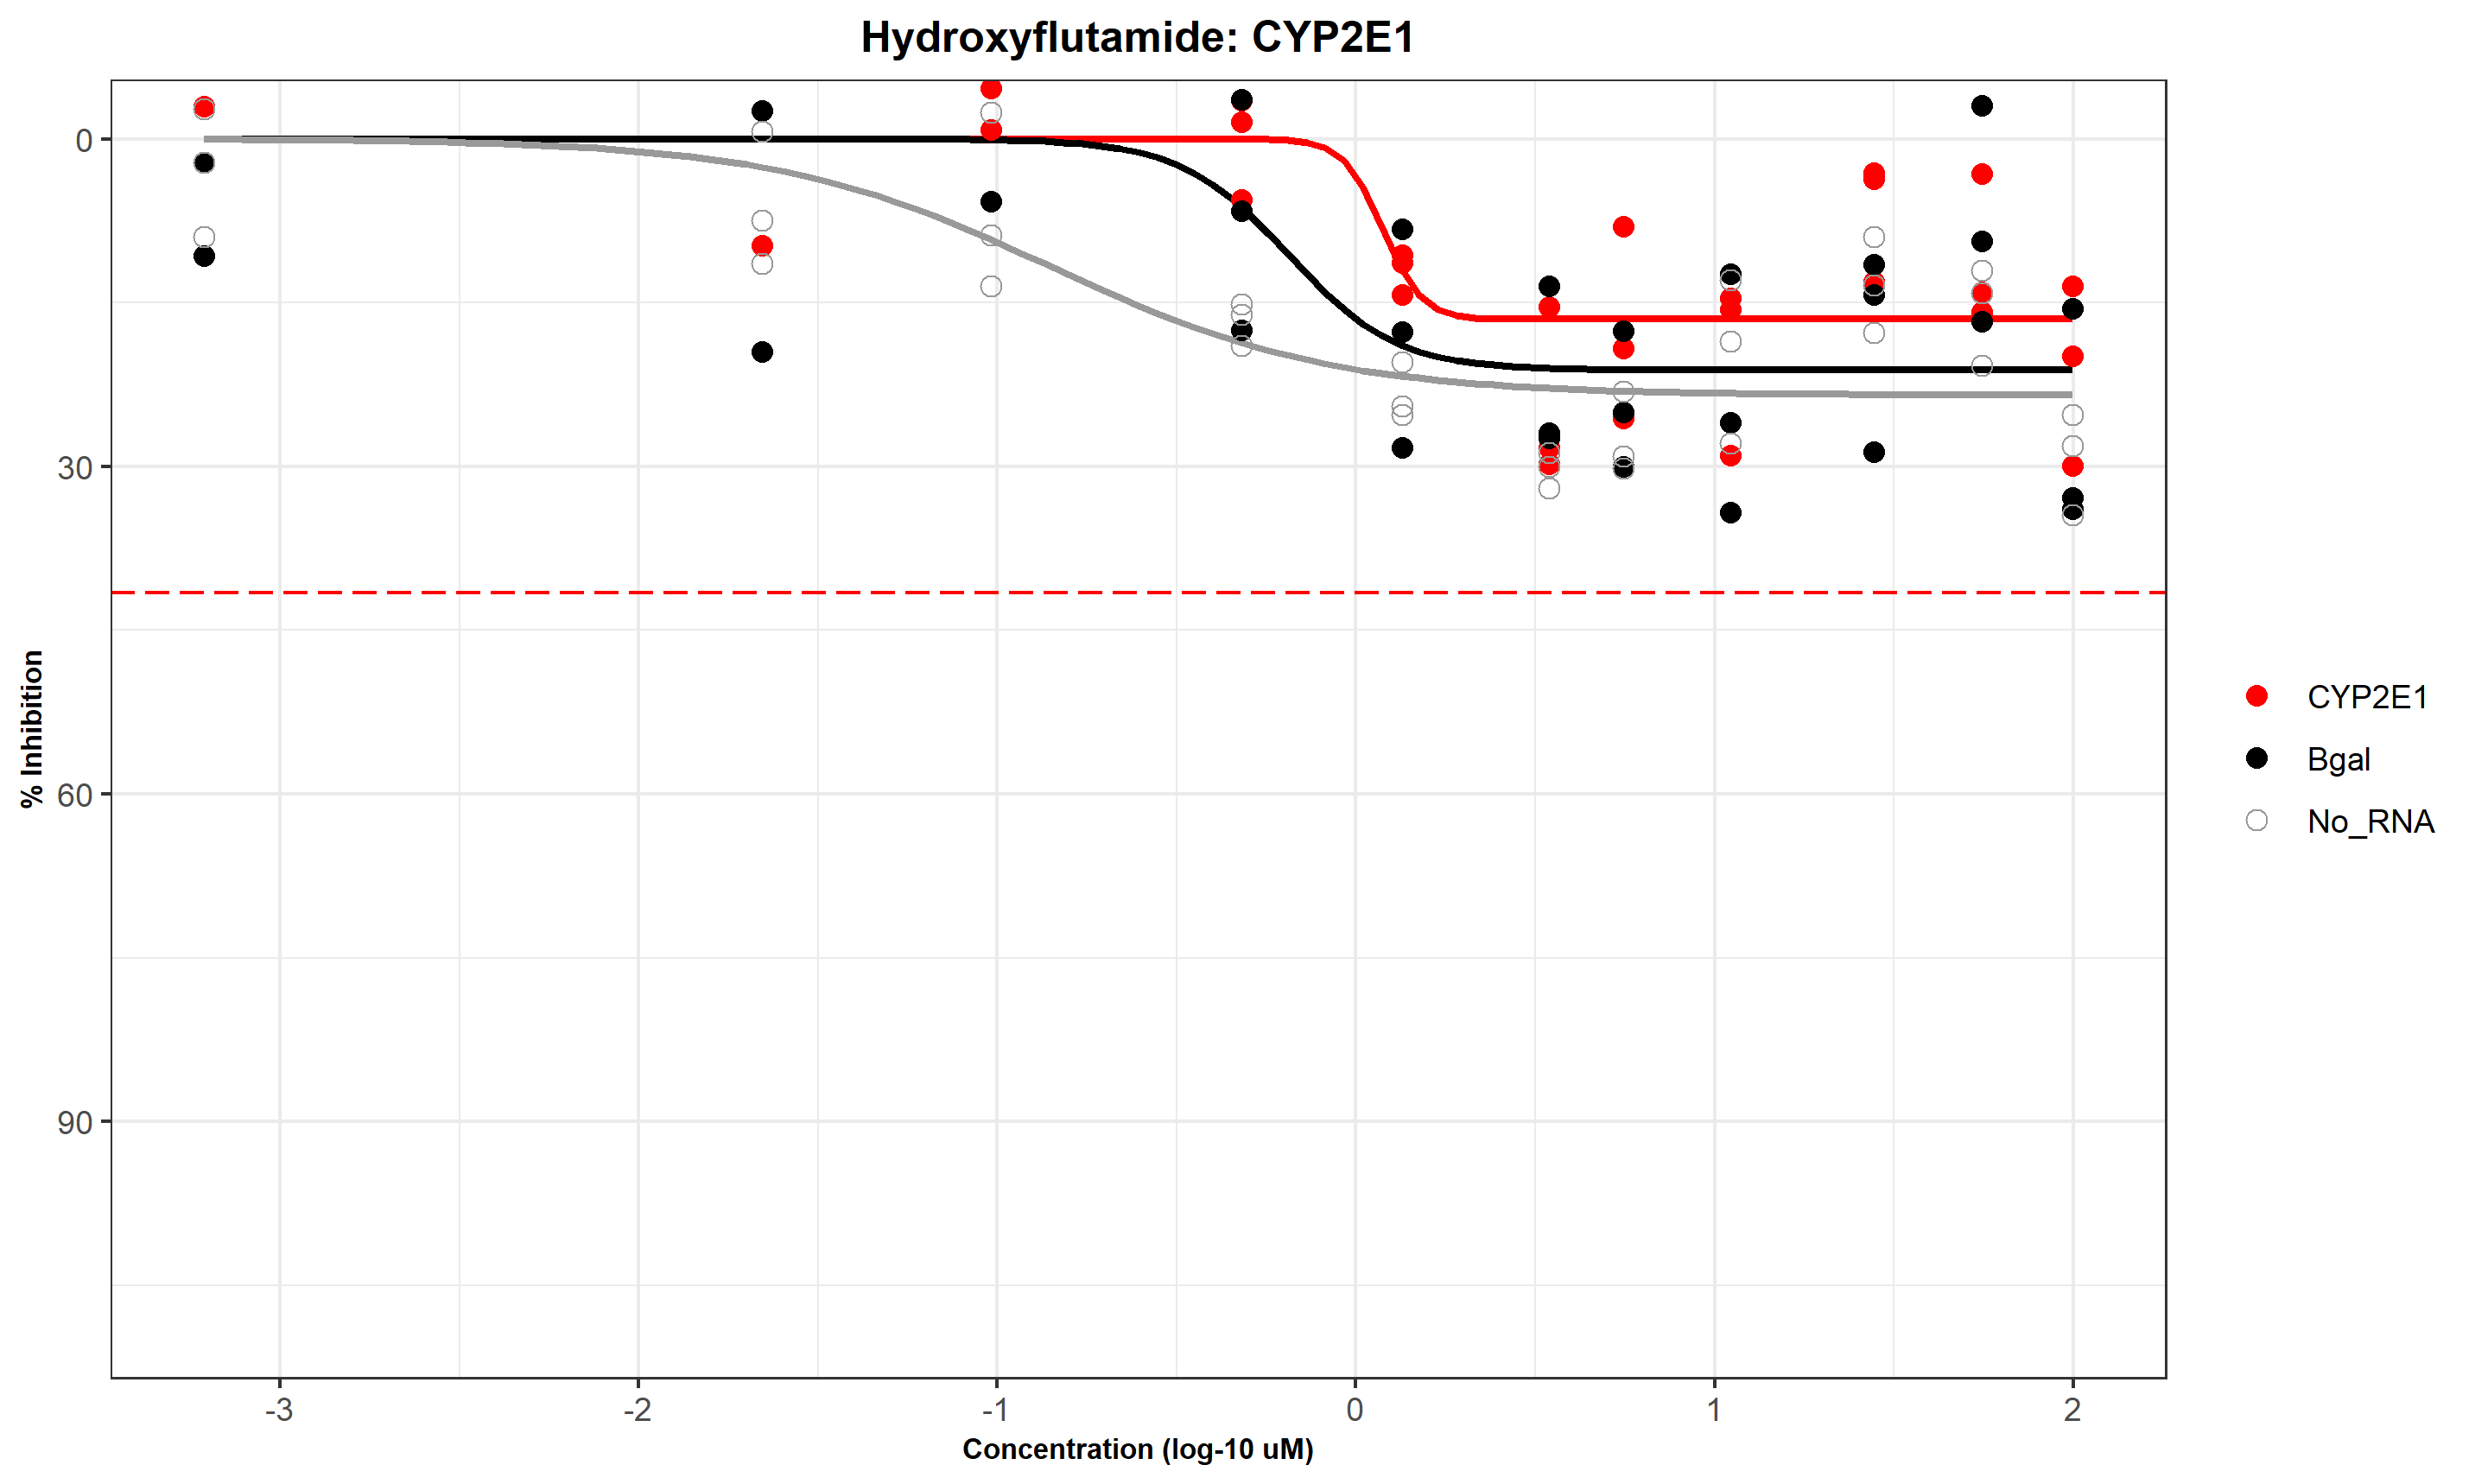 Hydroxyflutamide: CYP2E1
% Inhibition
0
30
60
90
-3
-2
-1
0
1
2
Concentration (log-10 uM)
CYP2E1
Bgal
No_RNA